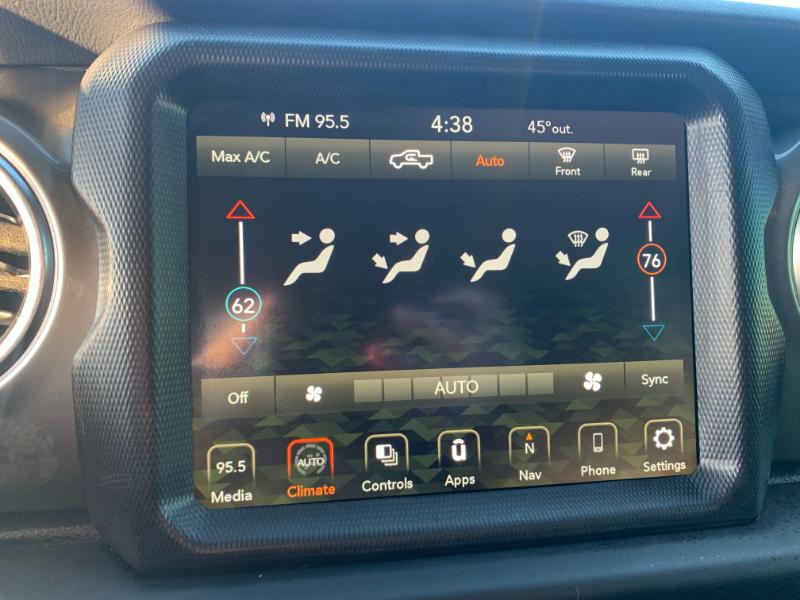 FM 95.5 4:38 45°out.
Max A/C A/C Auto Front Rear
62 76
Off AUTO Sync
95.5 AUTO N
Media Climate Controls Apps Nav Phone Settings